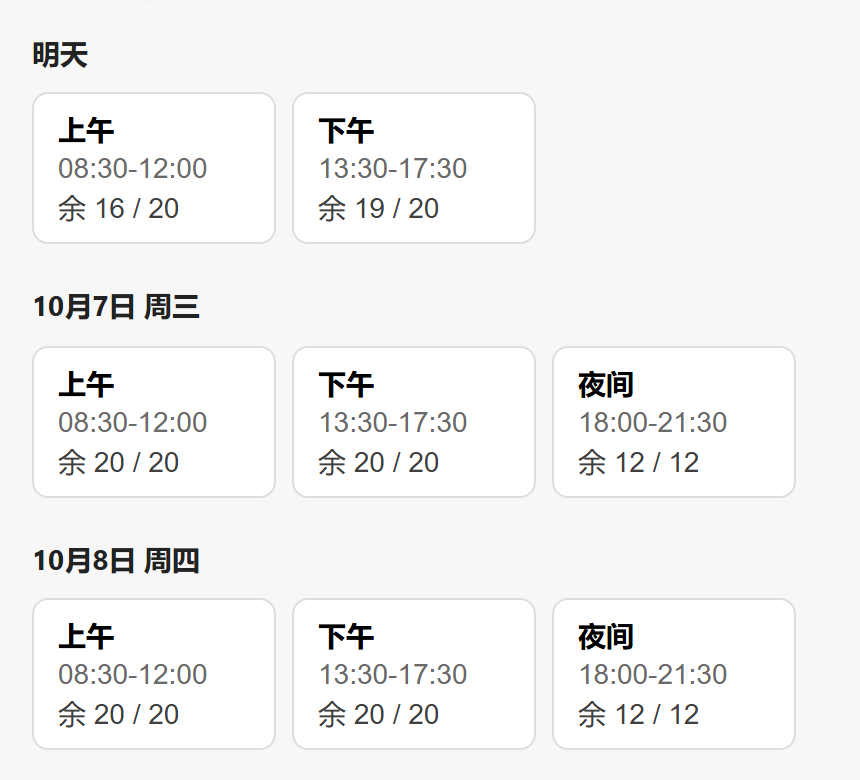 明天
上午
08:30-12:00
余 16 / 20
下午
13:30-17:30
余 19 / 20
10月7日 周三
上午
08:30-12:00
余 20 / 20
下午
13:30-17:30
余 20 / 20
夜间
18:00-21:30
余 12 / 12
10月8日 周四
上午
08:30-12:00
余 20 / 20
下午
13:30-17:30
余 20 / 20
夜间
18:00-21:30
余 12 / 12